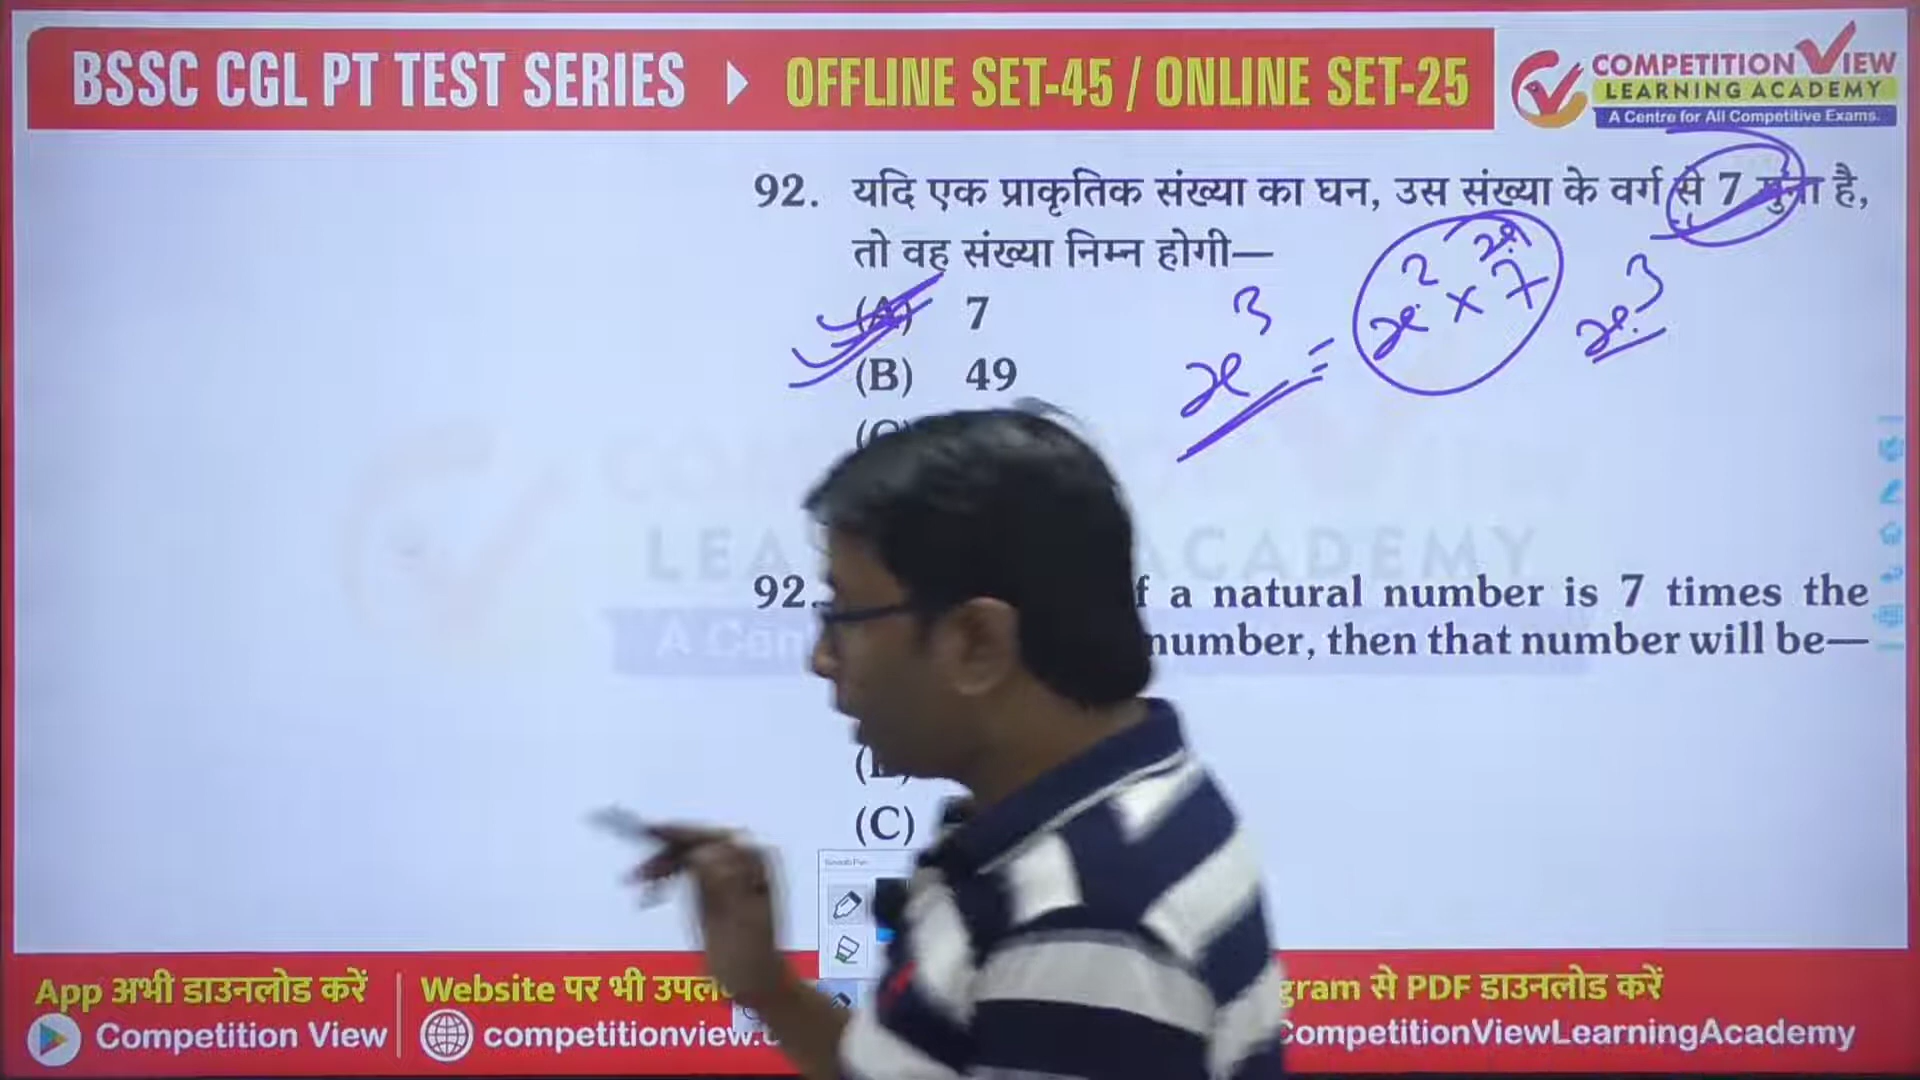 BSSC CGL PT TEST SERIES ▶ OFFLINE SET-45 / ONLINE SET-25
COMPETITION VIEW
LEARNING ACADEMY
A Centre for All Competitive Exams.
92. यदि एक प्राकृतिक संख्या का घन, उस संख्या के वर्ग से 7 गुना है,
तो वह संख्या निम्न होगी—
(A) 7
(B) 49
x³ = x² × 7
x
x³
LEA ACADEMY
92. f a natural number is 7 times the
number, then that number will be—
(C)
App अभी डाउनलोड करें
Competition View
Website पर भी
competitionview.
gram से PDF डाउनलोड करें
CompetitionViewLearningAcademy